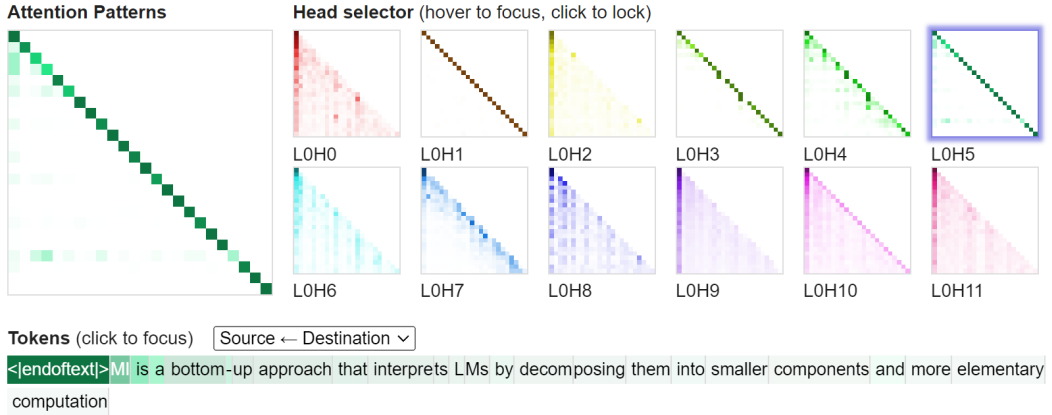 Attention Patterns
Head selector (hover to focus, click to lock)
L0H0 L0H1 L0H2 L0H3 L0H4 L0H5
L0H6 L0H7 L0H8 L0H9 L0H10 L0H11
Tokens (click to focus) Source ← Destination
<|endoftext|> MI is a bottom-up approach that interprets LMs by decomposing them into smaller components and more elementary
computation